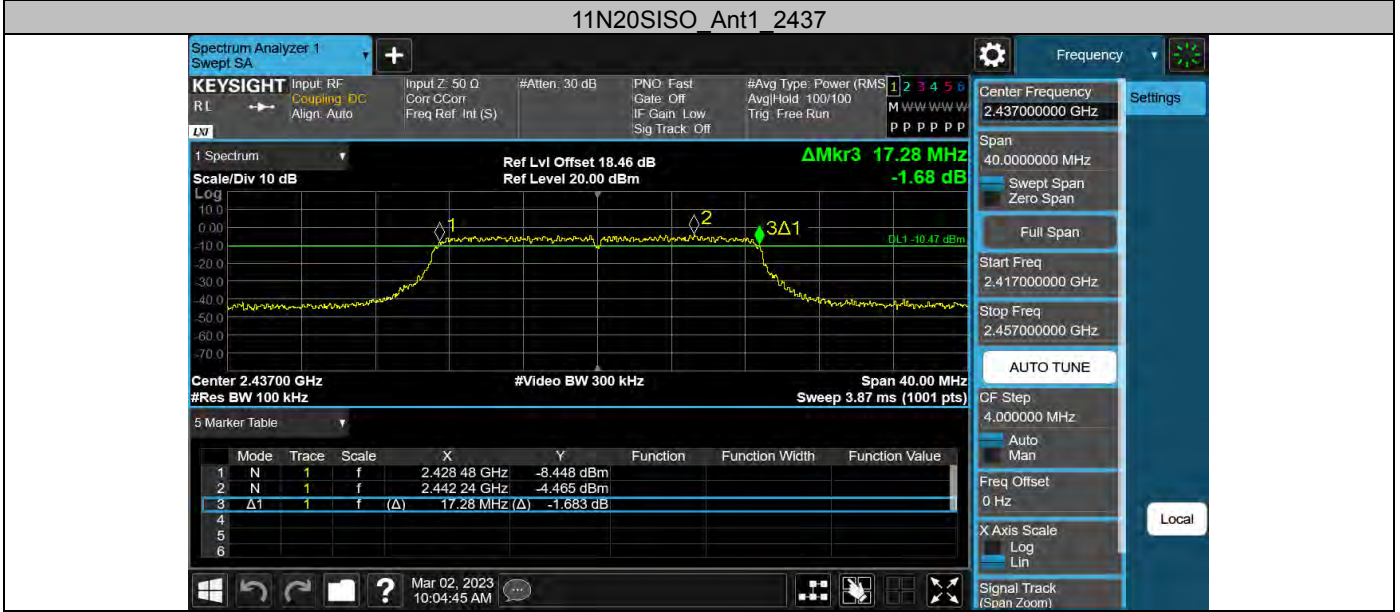 11N20SISO_Ant1_2437
Spectrum Analyzer 1
Swept SA
Frequency
KEYSIGHT
RL
LXI
Input: RF
Coupling: DC
Align: Auto
Input Z: 50 Ω
Corr CCorr
Freq Ref: Int (S)
#Atten: 30 dB
PNO: Fast
Gate: Off
IF Gain: Low
Sig Track: Off
#Avg Type: Power (RMS
Avg|Hold: 100/100
Trig: Free Run
1 2 3 4 5 6
M W W W W W
P P P P P P
1 Spectrum
Scale/Div 10 dB
Ref Lvl Offset 18.46 dB
Ref Level 20.00 dBm
ΔMkr3 17.28 MHz
-1.68 dB
Log
10.0
0.00
-10.0
-20.0
-30.0
-40.0
-50.0
-60.0
-70.0
1
2
3Δ1
DL1 -10.47 dBm
Center 2.43700 GHz
#Video BW 300 kHz
Span 40.00 MHz
#Res BW 100 kHz
Sweep 3.87 ms (1001 pts)
5 Marker Table
Mode Trace Scale X Y Function Function Width Function Value
1 N 1 f 2.428 48 GHz -8.448 dBm
2 N 1 f 2.442 24 GHz -4.465 dBm
3 Δ1 1 f (Δ) 17.28 MHz (Δ) -1.683 dB
4
5
6
Mar 02, 2023
10:04:45 AM
Center Frequency
2.437000000 GHz
Settings
Span
40.0000000 MHz
Swept Span
Zero Span
Full Span
Start Freq
2.417000000 GHz
Stop Freq
2.457000000 GHz
AUTO TUNE
CF Step
4.000000 MHz
Auto
Man
Freq Offset
0 Hz
X Axis Scale
Log
Lin
Local
Signal Track
(Span Zoom)